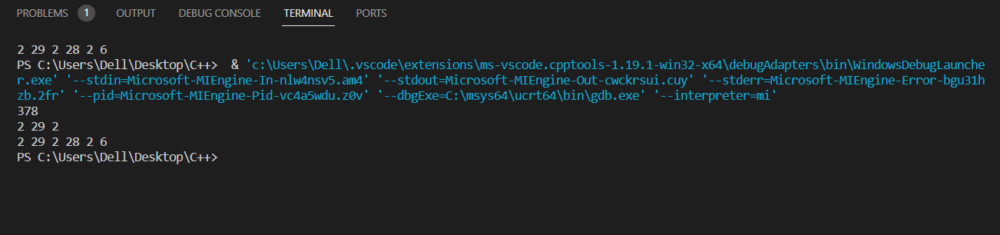 PROBLEMS 1 OUTPUT DEBUG CONSOLE TERMINAL PORTS
2 29 2 28 2 6
PS C:\Users\Dell\Desktop\C++>  & 'c:\Users\Dell\.vscode\extensions\ms-vscode.cpptools-1.19.1-win32-x64\debugAdapters\bin\WindowsDebugLaunche
r.exe' '--stdin=Microsoft-MIEngine-In-nlw4nsv5.am4' '--stdout=Microsoft-MIEngine-Out-cwckrsui.cuy' '--stderr=Microsoft-MIEngine-Error-bgu31h
zb.2fr' '--pid=Microsoft-MIEngine-Pid-vc4a5wdu.z0v' '--dbgExe=C:\msys64\ucrt64\bin\gdb.exe' '--interpreter=mi'
378
2 29 2
2 29 2 28 2 6
PS C:\Users\Dell\Desktop\C++>